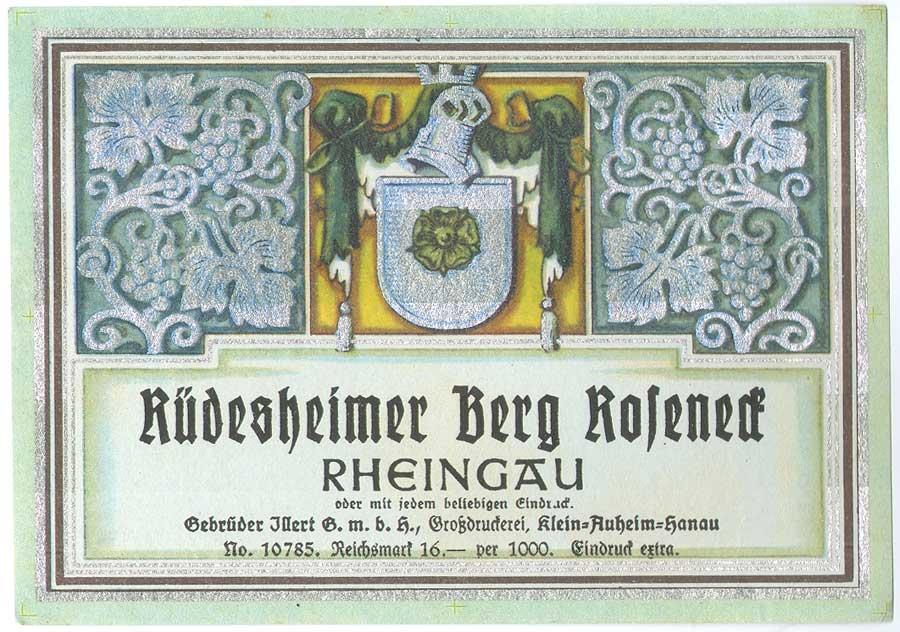 Rüdesheimer Berg Roseneck
RHEINGAU
oder mit jedem beliebigen Eindruck.
Gebrüder Illert G. m. b. H., Großdruckerei, Klein-Auheim-Hanau
No. 10785. Reichsmark 16.— per 1000. Eindruck extra.